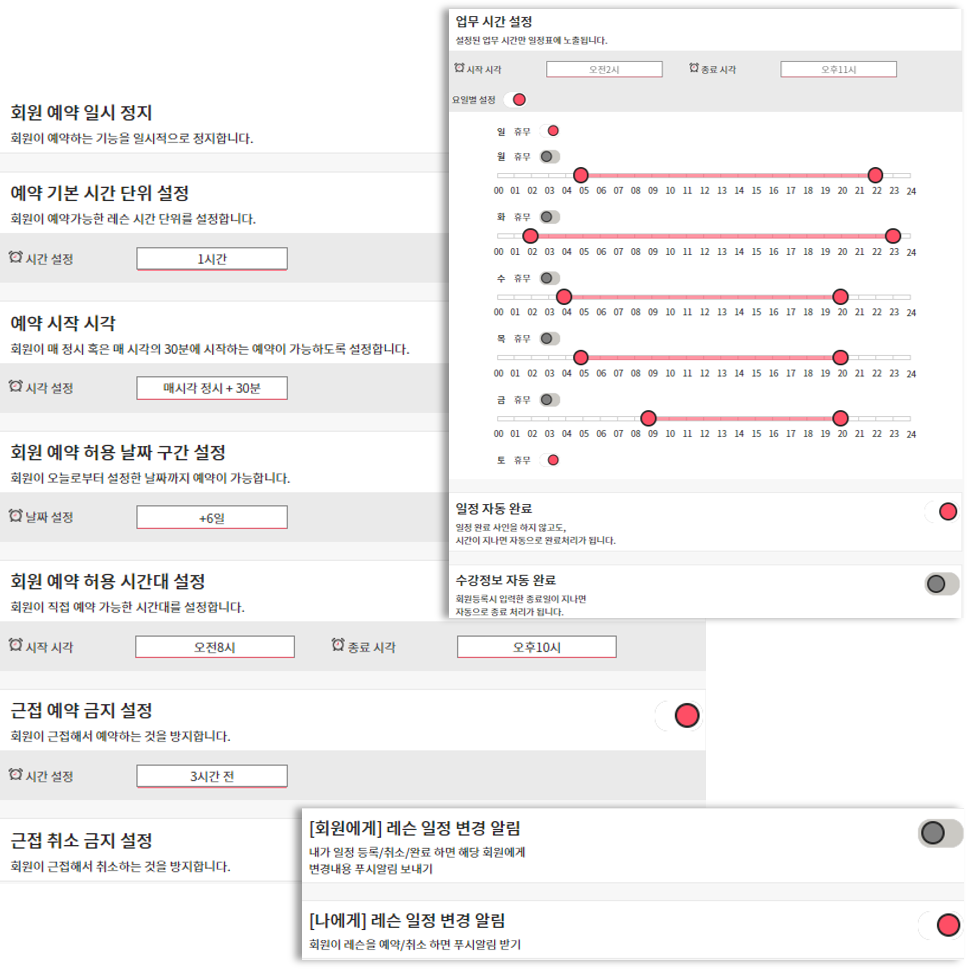 회원 예약 일시 정지
회원이 예약하는 기능을 일시적으로 정지합니다.
예약 기본 시간 단위 설정
회원이 예약가능한 레슨 시간 단위를 설정합니다.
시간 설정 1시간
예약 시작 시각
회원이 매 정시 혹은 매 시각의 30분에 시작하는 예약이 가능하도록 설정합니다.
시각 설정 매시각 정시 + 30분
회원 예약 허용 날짜 구간 설정
회원이 오늘로부터 설정한 날짜까지 예약이 가능합니다.
날짜 설정 +6일
회원 예약 허용 시간대 설정
회원이 직접 예약 가능한 시간대를 설정합니다.
시작 시각 오전8시 종료 시각 오후10시
근접 예약 금지 설정
회원이 근접해서 예약하는 것을 방지합니다.
시간 설정 3시간 전
근접 취소 금지 설정
회원이 근접해서 취소하는 것을 방지합니다.
업무 시간 설정
설정된 업무 시간만 일정표에 노출됩니다.
시작 시각 오전2시 종료 시각 오후11시
요일별 설정
일 휴무
월 휴무
00 01 02 03 04 05 06 07 08 09 10 11 12 13 14 15 16 17 18 19 20 21 22 23 24
화 휴무
00 01 02 03 04 05 06 07 08 09 10 11 12 13 14 15 16 17 18 19 20 21 22 23 24
수 휴무
00 01 02 03 04 05 06 07 08 09 10 11 12 13 14 15 16 17 18 19 20 21 22 23 24
목 휴무
00 01 02 03 04 05 06 07 08 09 10 11 12 13 14 15 16 17 18 19 20 21 22 23 24
금 휴무
00 01 02 03 04 05 06 07 08 09 10 11 12 13 14 15 16 17 18 19 20 21 22 23 24
토 휴무
일정 자동 완료
일정 완료 사인을 하지 않고도,
시간이 지나면 자동으로 완료처리가 됩니다.
수강정보 자동 완료
회원등록시 입력한 종료일이 지나면
자동으로 종료 처리가 됩니다.
[회원에게] 레슨 일정 변경 알림
내가 일정 등록/취소/완료 하면 해당 회원에게
변경내용 푸시알림 보내기
[나에게] 레슨 일정 변경 알림
회원이 레슨을 예약/취소 하면 푸시알림 받기